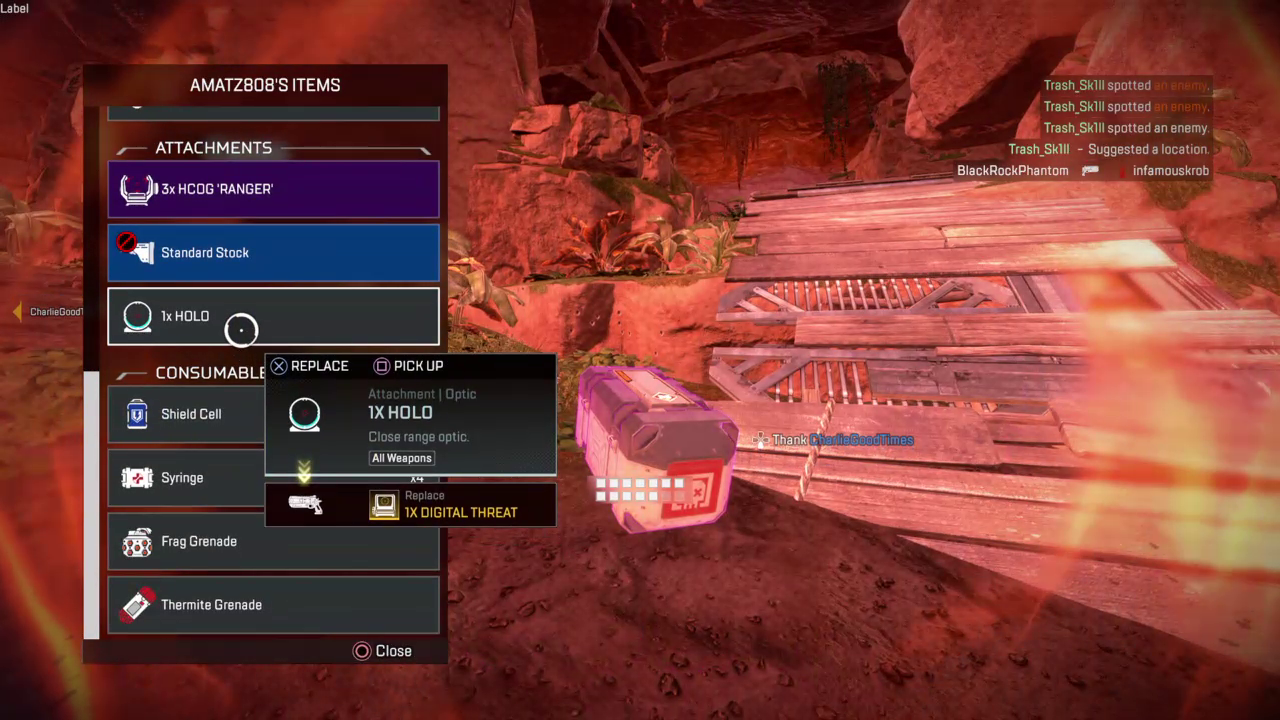 Label
AMATZ808'S ITEMS
ATTACHMENTS
3x HCOG 'RANGER'
Standard Stock
1x HOLO
CONSUMABLE
Shield Cell
Syringe
x4
Frag Grenade
Thermite Grenade
Close
REPLACE PICK UP
Attachment | Optic
1X HOLO
Close range optic.
All Weapons
Replace
1X DIGITAL THREAT
CharlieGoodT
Trash_Sk1ll spotted an enemy.
Trash_Sk1ll spotted an enemy.
Trash_Sk1ll spotted an enemy.
Trash_Sk1ll - Suggested a location.
BlackRockPhantom infamouskrob
Thank CharlieGoodTimes